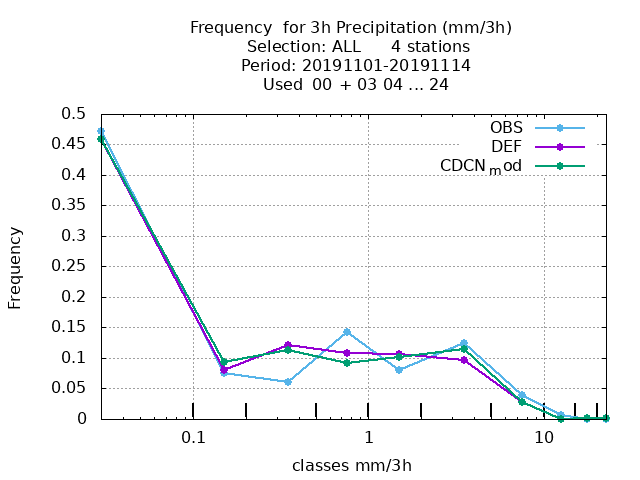 Frequency  for 3h Precipitation (mm/3h)
Selection: ALL      4 stations
Period: 20191101-20191114
Used  00  + 03 04 ... 24
0.5
0.45
0.4
0.35
0.3
0.25
0.2
0.15
0.1
0.05
0
OBS
DEF
CDCNmod
Frequency
0.1
1
10
classes mm/3h